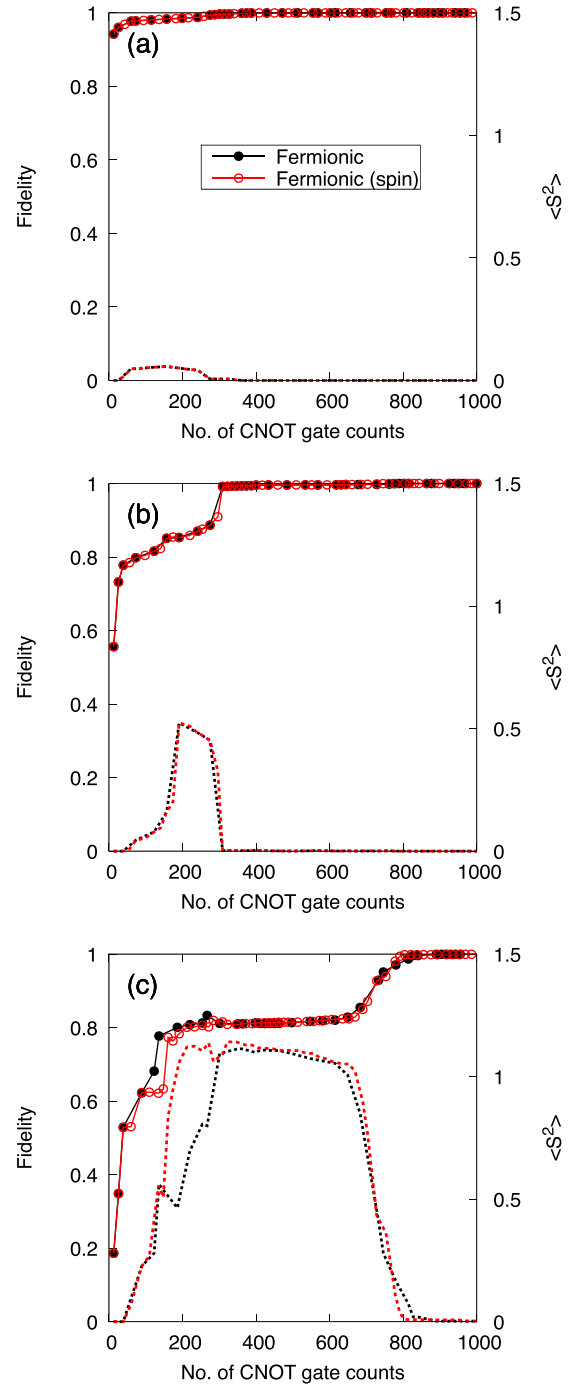 (a)
1
0.8
0.6
0.4
0.2
0
1.5
1
0.5
0
Fidelity
<S²>
Fermionic
Fermionic (spin)
0 200 400 600 800 1000
No. of CNOT gate counts
(b)
1
0.8
0.6
0.4
0.2
0
1.5
1
0.5
0
Fidelity
<S²>
0 200 400 600 800 1000
No. of CNOT gate counts
(c)
1
0.8
0.6
0.4
0.2
0
1.5
1
0.5
0
Fidelity
<S²>
0 200 400 600 800 1000
No. of CNOT gate counts